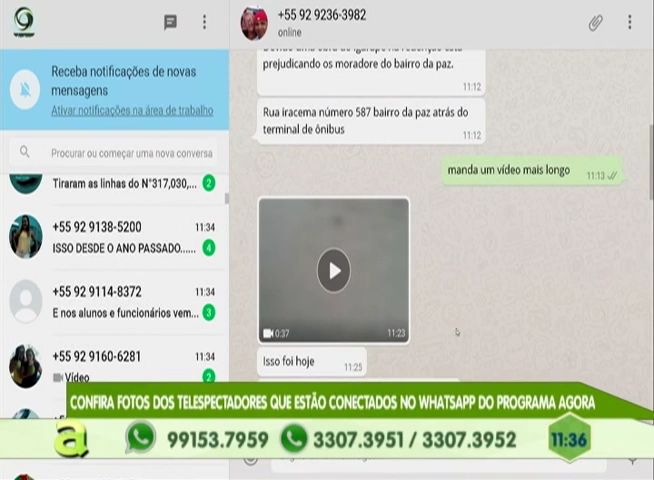 Receba notificações de novas
mensagens
Ativar notificações na área de trabalho
Procurar ou começar uma nova conversa
Tiraram as linhas do N°317,030,... 2
+55 92 9138-5200 11:34
ISSO DESDE O ANO PASSADO...... 4
+55 92 9114-8372 11:34
E nos alunos e funcionários vem... 3
+55 92 9160-6281 11:34
Vídeo 2
+55 92 9236-3982
online
prejudicando os moradore do bairro da paz.
11:12
Rua iracema número 587 bairro da paz atrás do
terminal de ônibus
11:12
manda um vídeo mais longo 11:13
0:37 11:23
Isso foi hoje 11:25
CONFIRA FOTOS DOS TELESPECTADORES QUE ESTÃO CONECTADOS NO WHATSAPP DO PROGRAMA AGORA
a 99153.7959 3307.3951 / 3307.3952 11:36